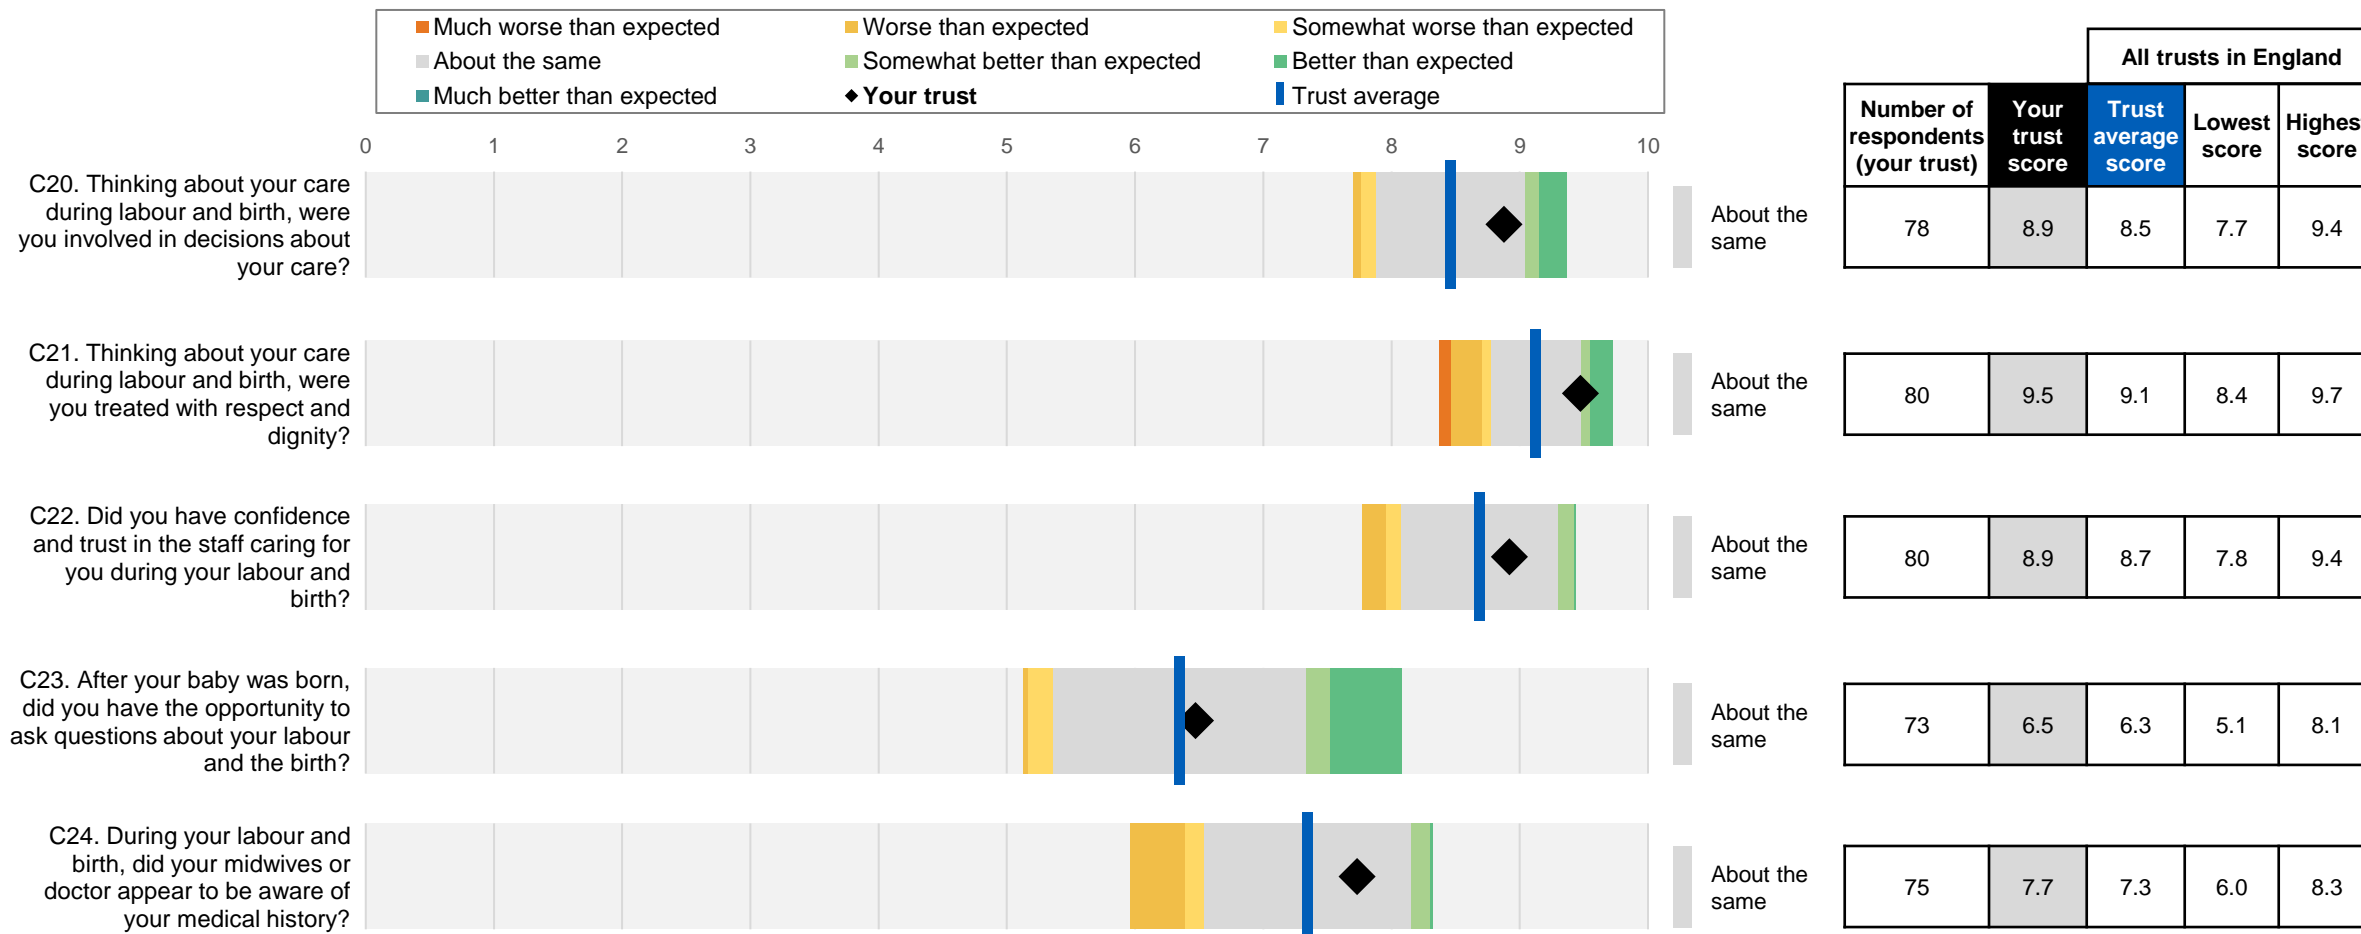 Much worse than expected
Worse than expected
Somewhat worse than expected
About the same
Somewhat better than expected
Better than expected
Much better than expected
Your trust
Trust average
All trusts in England
Number of
respondents
(your trust)
Your
trust
score
Trust
average
score
Lowest
score
Highes
score
0 1 2 3 4 5 6 7 8 9 10
C20. Thinking about your care
during labour and birth, were
you involved in decisions about
your care?
About the
same
78 8.9 8.5 7.7 9.4
C21. Thinking about your care
during labour and birth, were
you treated with respect and
dignity?
About the
same
80 9.5 9.1 8.4 9.7
C22. Did you have confidence
and trust in the staff caring for
you during your labour and
birth?
About the
same
80 8.9 8.7 7.8 9.4
C23. After your baby was born,
did you have the opportunity to
ask questions about your labour
and the birth?
About the
same
73 6.5 6.3 5.1 8.1
C24. During your labour and
birth, did your midwives or
doctor appear to be aware of
your medical history?
About the
same
75 7.7 7.3 6.0 8.3